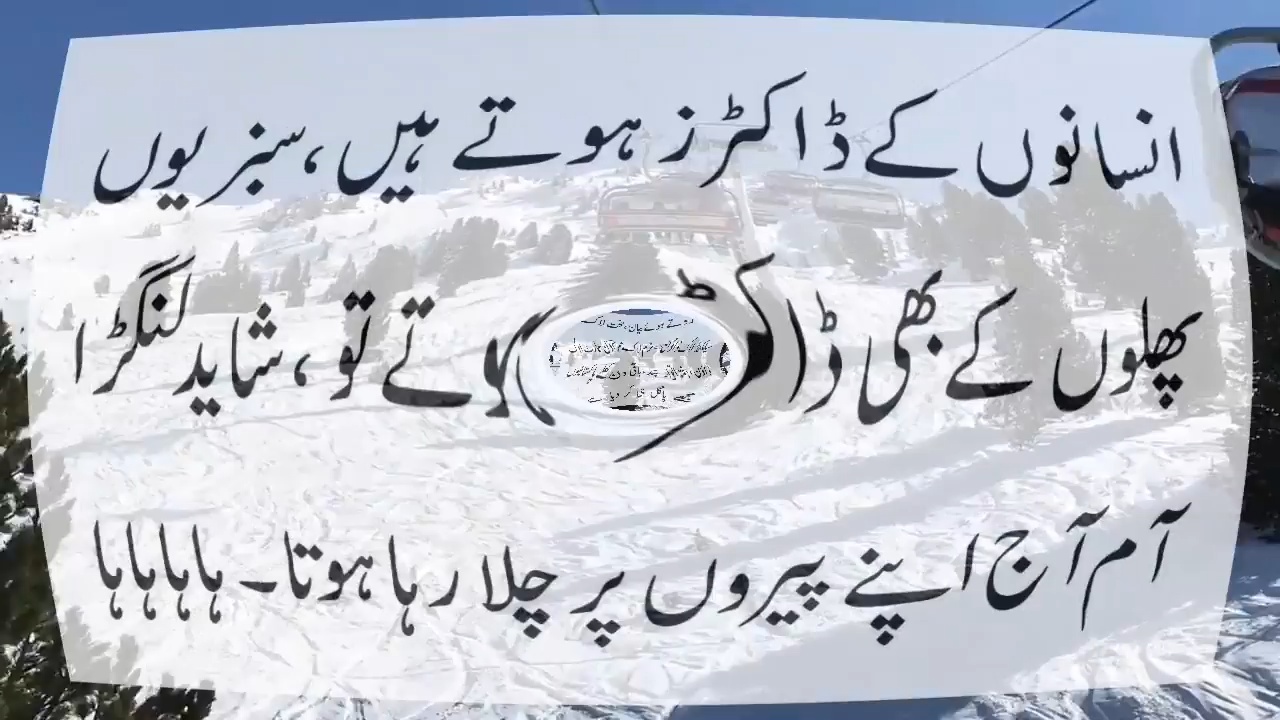 انسانوں کے ڈاکٹرز ہوتے ہیں، سبزیوں
پھلوں کے بھی ڈاکٹر ہوتے تو، شاید لنگڑا
آم آج اپنے پیروں پر چلا رہا ہوتا۔ ہاہاہاہا